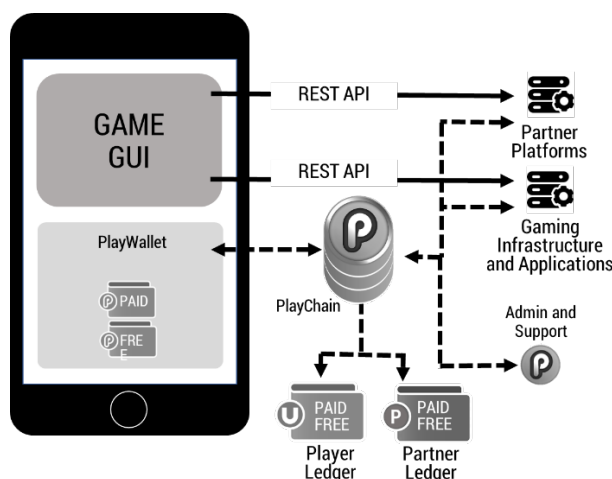 GAME
GUI
REST API
REST API
Partner
Platforms
Gaming
Infrastructure
and Applications
PlayWallet
P PAID
P FRE
E
P
PlayChain
Admin and
Support
P
U PAID
FREE
Player
Ledger
P PAID
FREE
Partner
Ledger